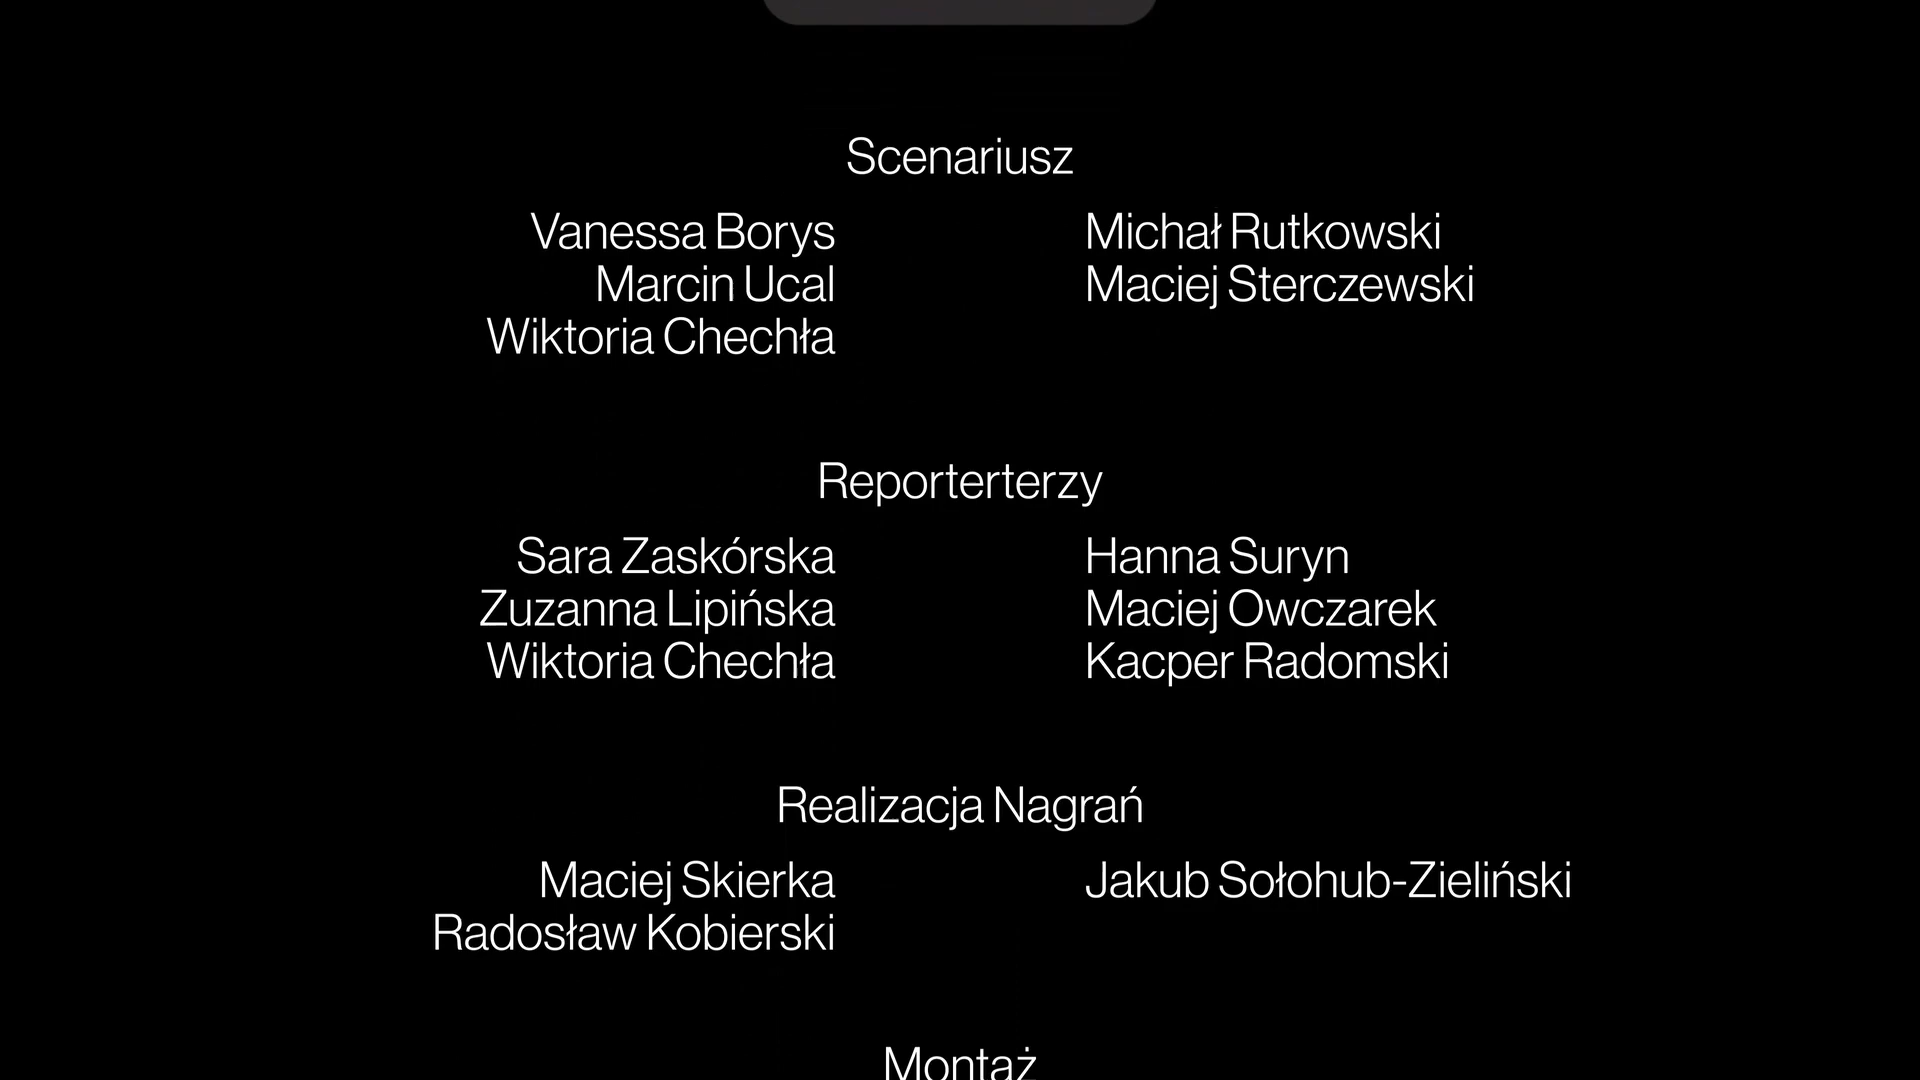 Scenariusz
Vanessa Borys
Michał Rutkowski
Marcin Ucal
Maciej Sterczewski
Wiktoria Chechła
Reporterterzy
Sara Zaskórska
Hanna Suryn
Zuzanna Lipińska
Maciej Owczarek
Wiktoria Chechła
Kacper Radomski
Realizacja Nagrań
Maciej Skierka
Jakub Sołohub-Zieliński
Radosław Kobierski
Montaż